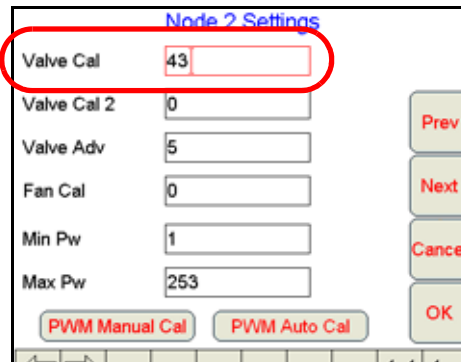 Node 2 Settings
Valve Cal 43
Valve Cal 2 0
Valve Adv 5
Prev
Fan Cal 0
Next
Min Pw 1
Cance
Max Pw 253
OK
PWM Manual Cal PWM Auto Cal